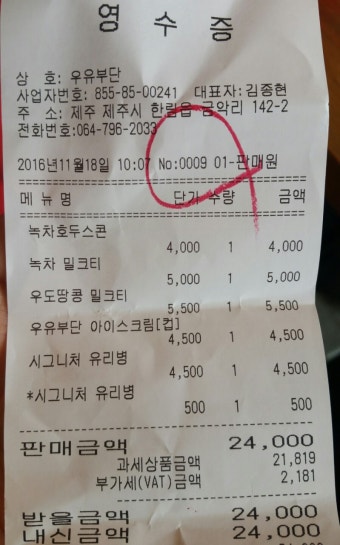 영 수 증
상 호: 우유부단
사업자번호: 855-85-00241 대표자:김종현
주 소: 제주 제주시 한림읍 금악리 142-2
전화번호:064-796-2033
2016년11월18일 10:07 No:0009 01-판매원
메 뉴 명 단가 수량 금액
녹차호두스콘
4,000 1 4,000
녹차 밀크티
5,000 1 5,000
우도땅콩 밀크티
5,500 1 5,500
우유부단 아이스크림[컵]
4,500 1 4,500
시그니처 유리병
4,500 1 4,500
*시그니처 유리병
500 1 500
판매금액 24,000
과세상품금액 21,819
부가세(VAT)금액 2,181
받을금액 24,000
내신금액 24,000